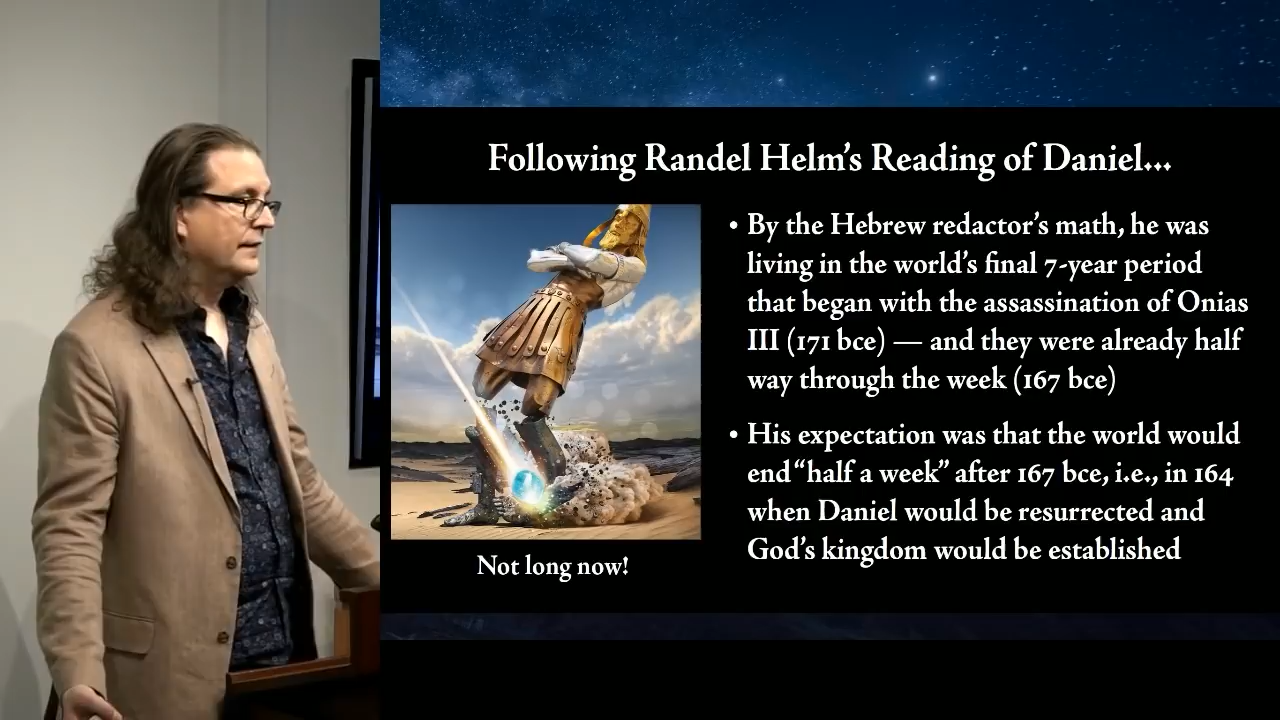 Following Randel Helm's Reading of Daniel...
• By the Hebrew redactor's math, he was
living in the world's final 7-year period
that began with the assassination of Onias
III (171 bce) — and they were already half
way through the week (167 bce)
• His expectation was that the world would
end "half a week" after 167 bce, i.e., in 164
when Daniel would be resurrected and
God's kingdom would be established
Not long now!